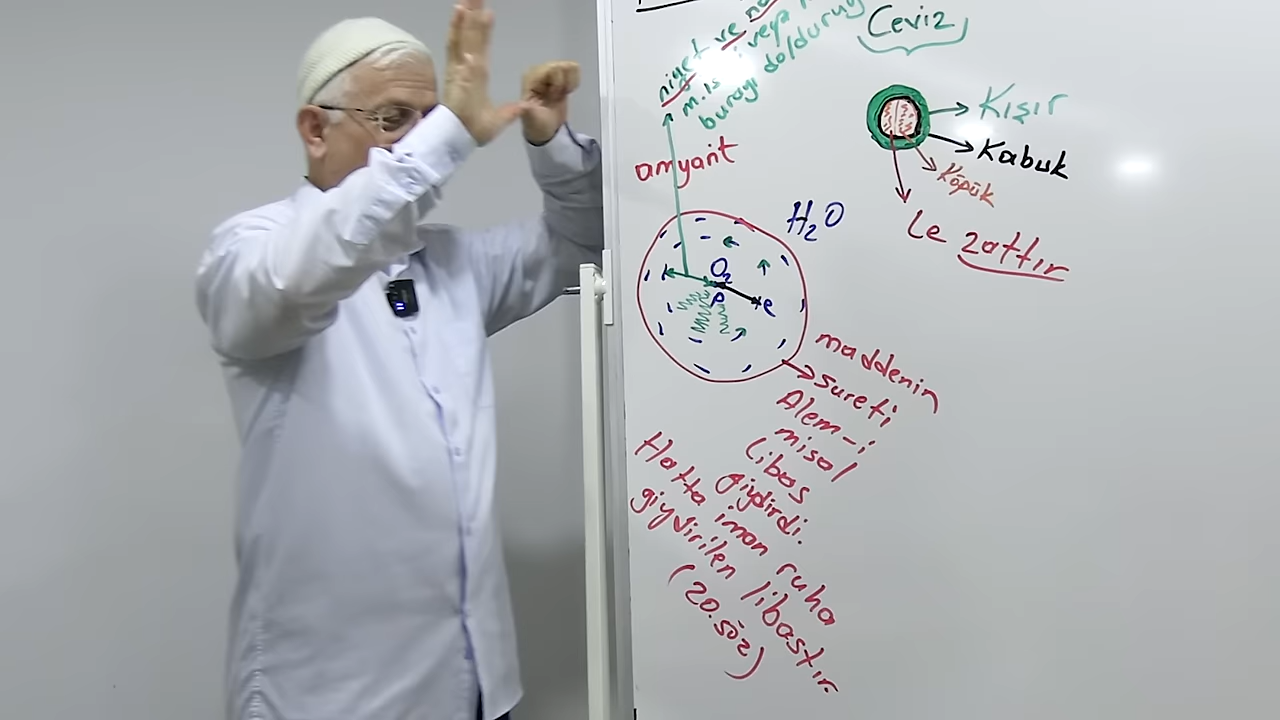 niyet ve
m.is. veya
burayı doldurur
amyant
Ceviz
Kışır
Kabuk
Köpük
Le zattır
H₂O
O₂
p
e
maddenin
sureti
Alem-i
misal
libas
giydirdi.
Hatta iman ruha
giydirilen libastır.
(20.söz)